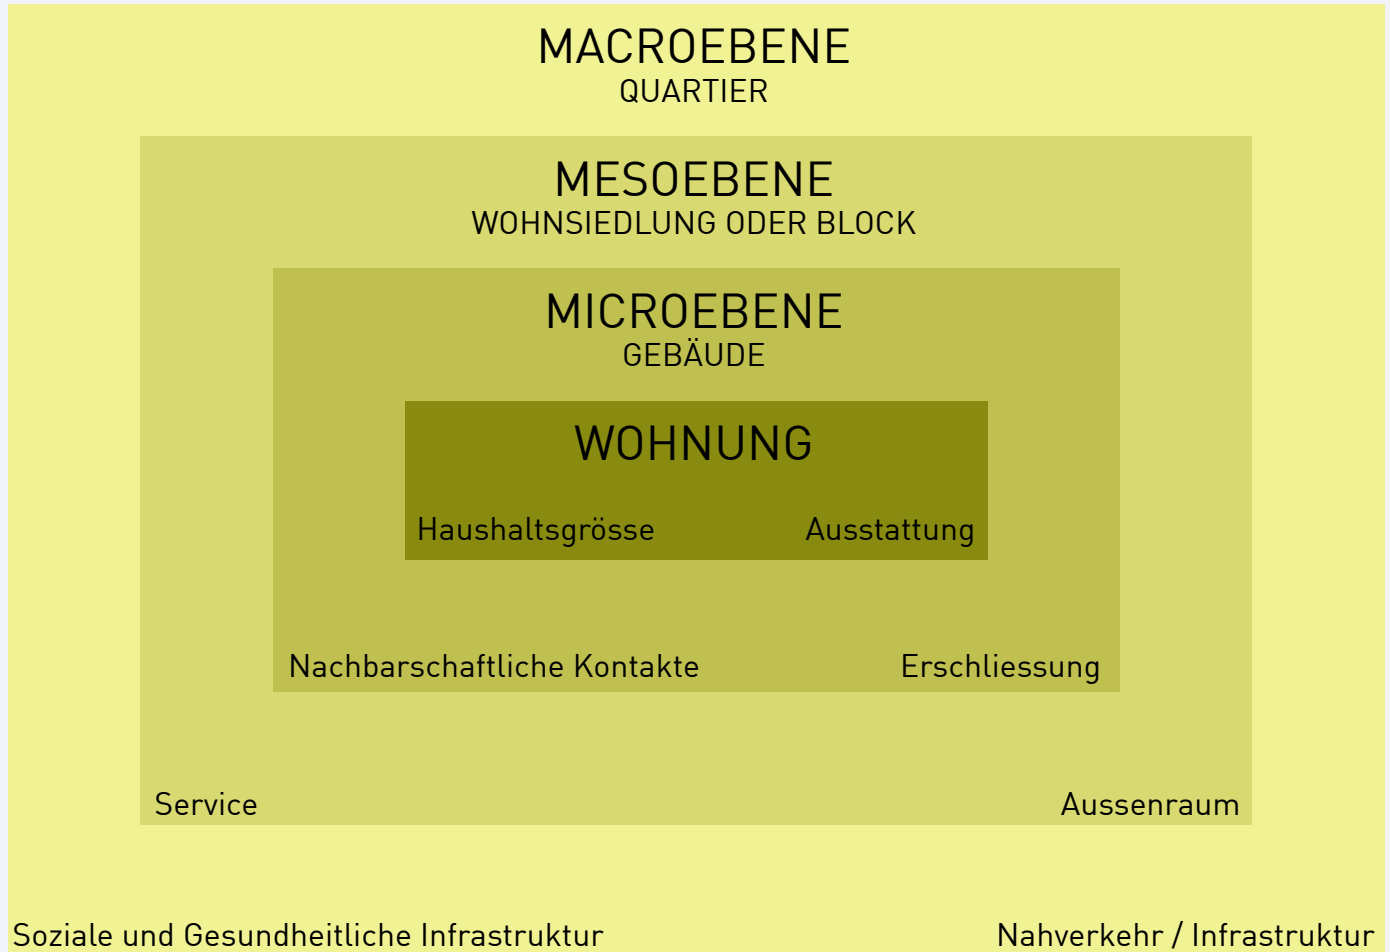 MACROEBENE
QUARTIER
MESOEBENE
WOHNSIEDLUNG ODER BLOCK
MICROEBENE
GEBÄUDE
WOHNUNG
Haushaltsgrösse Ausstattung
Nachbarschaftliche Kontakte Erschliessung
Service Aussenraum
Soziale und Gesundheitliche Infrastruktur Nahverkehr / Infrastruktur